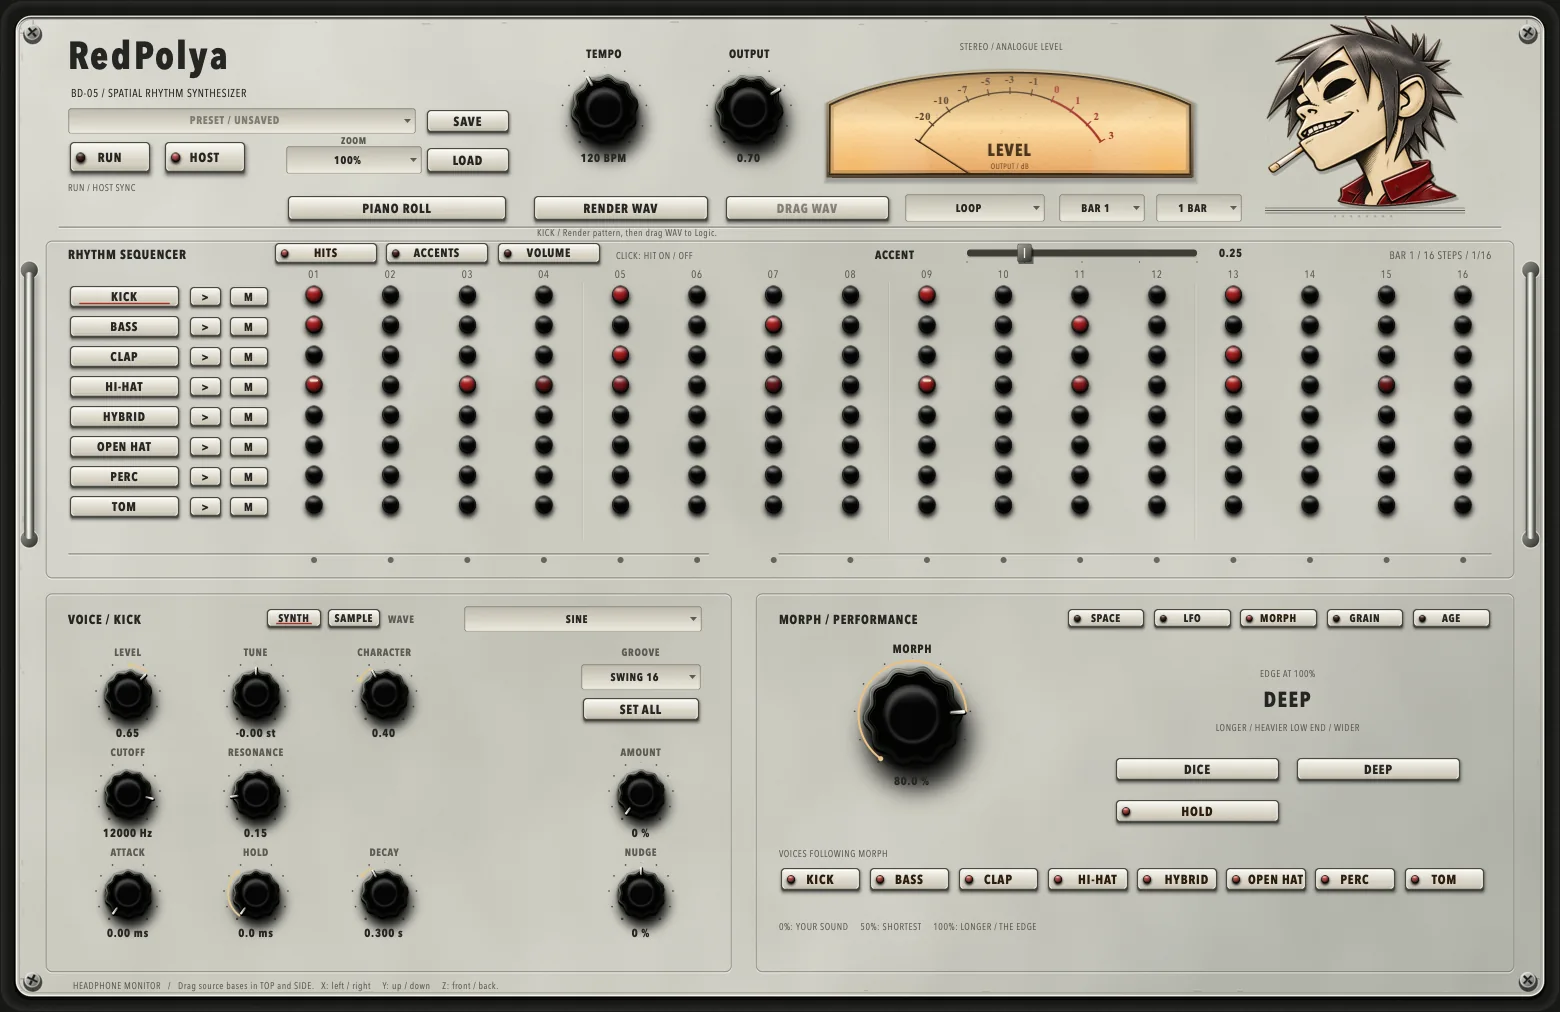 RedPolya
BD-05 / SPATIAL RHYTHM SYNTHESIZER
PRESET / UNSAVED
SAVE
RUN
HOST
ZOOM
100%
LOAD
RUN / HOST SYNC
TEMPO
120 BPM
OUTPUT
0.70
STEREO / ANALOGUE LEVEL
-20 -10 -7 -5 -3 -1 0 1 2 3
LEVEL
OUTPUT / dB
PIANO ROLL
RENDER WAV
DRAG WAV
LOOP
BAR 1
1 BAR
KICK / Render pattern, then drag WAV to Logic.
RHYTHM SEQUENCER
HITS
ACCENTS
VOLUME
CLICK: HIT ON / OFF
ACCENT
0.25
BAR 1 / 16 STEPS / 1/16
01 02 03 04 05 06 07 08 09 10 11 12 13 14 15 16
KICK > M
BASS > M
CLAP > M
HI-HAT > M
HYBRID > M
OPEN HAT > M
PERC > M
TOM > M
VOICE / KICK
SYNTH
SAMPLE
WAVE
SINE
LEVEL
TUNE
CHARACTER
GROOVE
SWING 16
SET ALL
0.65
-0.00 st
0.40
CUTOFF
RESONANCE
AMOUNT
12000 Hz
0.15
0 %
ATTACK
HOLD
DECAY
NUDGE
0.00 ms
0.0 ms
0.300 s
0 %
MORPH / PERFORMANCE
SPACE
LFO
MORPH
GRAIN
AGE
MORPH
80.0 %
EDGE AT 100%
DEEP
LONGER / HEAVIER LOW END / WIDER
DICE
DEEP
HOLD
VOICES FOLLOWING MORPH
KICK
BASS
CLAP
HI-HAT
HYBRID
OPEN HAT
PERC
TOM
0%: YOUR SOUND 50%: SHORTEST 100%: LONGER / THE EDGE
HEADPHONE MONITOR / Drag source bases in TOP and SIDE. X: left / right Y: up / down Z: front / back.